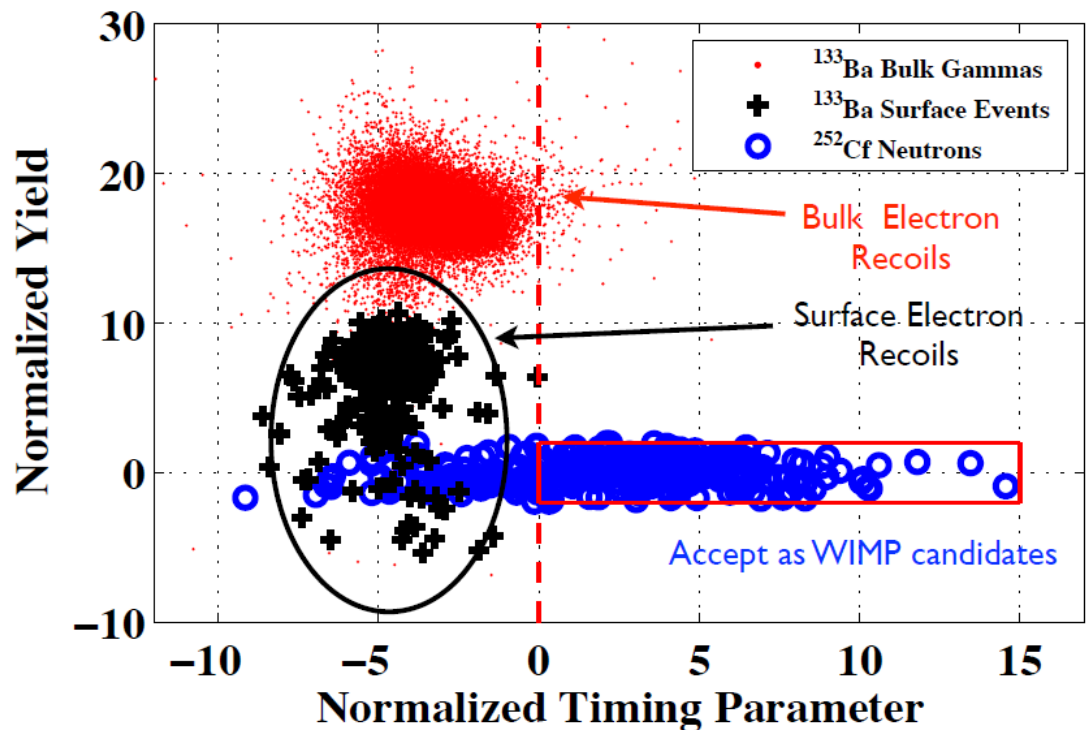 30
20
10
0
−10
−10
−5
0
5
10
15
Normalized Yield
Normalized Timing Parameter
¹³³Ba Bulk Gammas
¹³³Ba Surface Events
²⁵²Cf Neutrons
Bulk Electron
Recoils
Surface Electron
Recoils
Accept as WIMP candidates